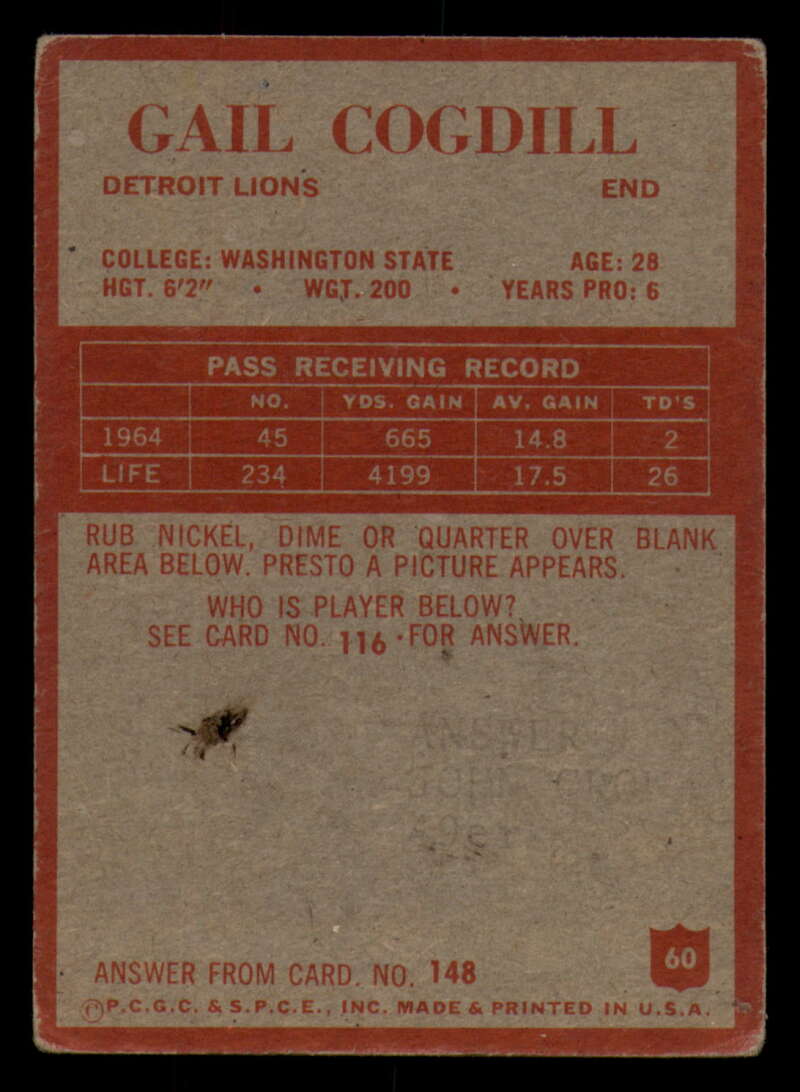 GAIL COGDILL
DETROIT LIONS END
COLLEGE: WASHINGTON STATE AGE: 28
HGT. 6'2" • WGT. 200 • YEARS PRO: 6
PASS RECEIVING RECORD
NO. YDS. GAIN AV. GAIN TD'S
1964 45 665 14.8 2
LIFE 234 4199 17.5 26
RUB NICKEL, DIME OR QUARTER OVER BLANK
AREA BELOW. PRESTO A PICTURE APPEARS.
WHO IS PLAYER BELOW?
SEE CARD NO. 116 FOR ANSWER.
ANSWER
JOHN
ANSWER FROM CARD. NO. 148
60
©P.C.G.C. & S.P.C.E., INC. MADE & PRINTED IN U.S.A.